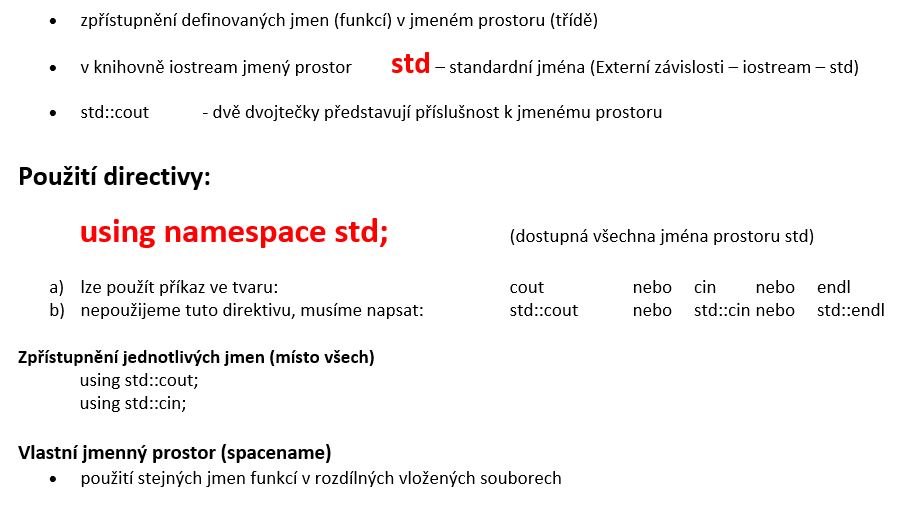 • zpřístupnění definovaných jmen (funkcí) v jmeném prostoru (třídě)
• v knihovně iostream jmený prostor std – standardní jména (Externí závislosti – iostream – std)
• std::cout - dvě dvojtečky představují příslušnost k jmenému prostoru
Použití directivy:
using namespace std; (dostupná všechna jména prostoru std)
a) lze použít příkaz ve tvaru: cout nebo cin nebo endl
b) nepoužijeme tuto direktivu, musíme napsat: std::cout nebo std::cin nebo std::endl
Zpřístupnění jednotlivých jmen (místo všech)
using std::cout;
using std::cin;
Vlastní jmenný prostor (spacename)
• použití stejných jmen funkcí v rozdílných vložených souborech